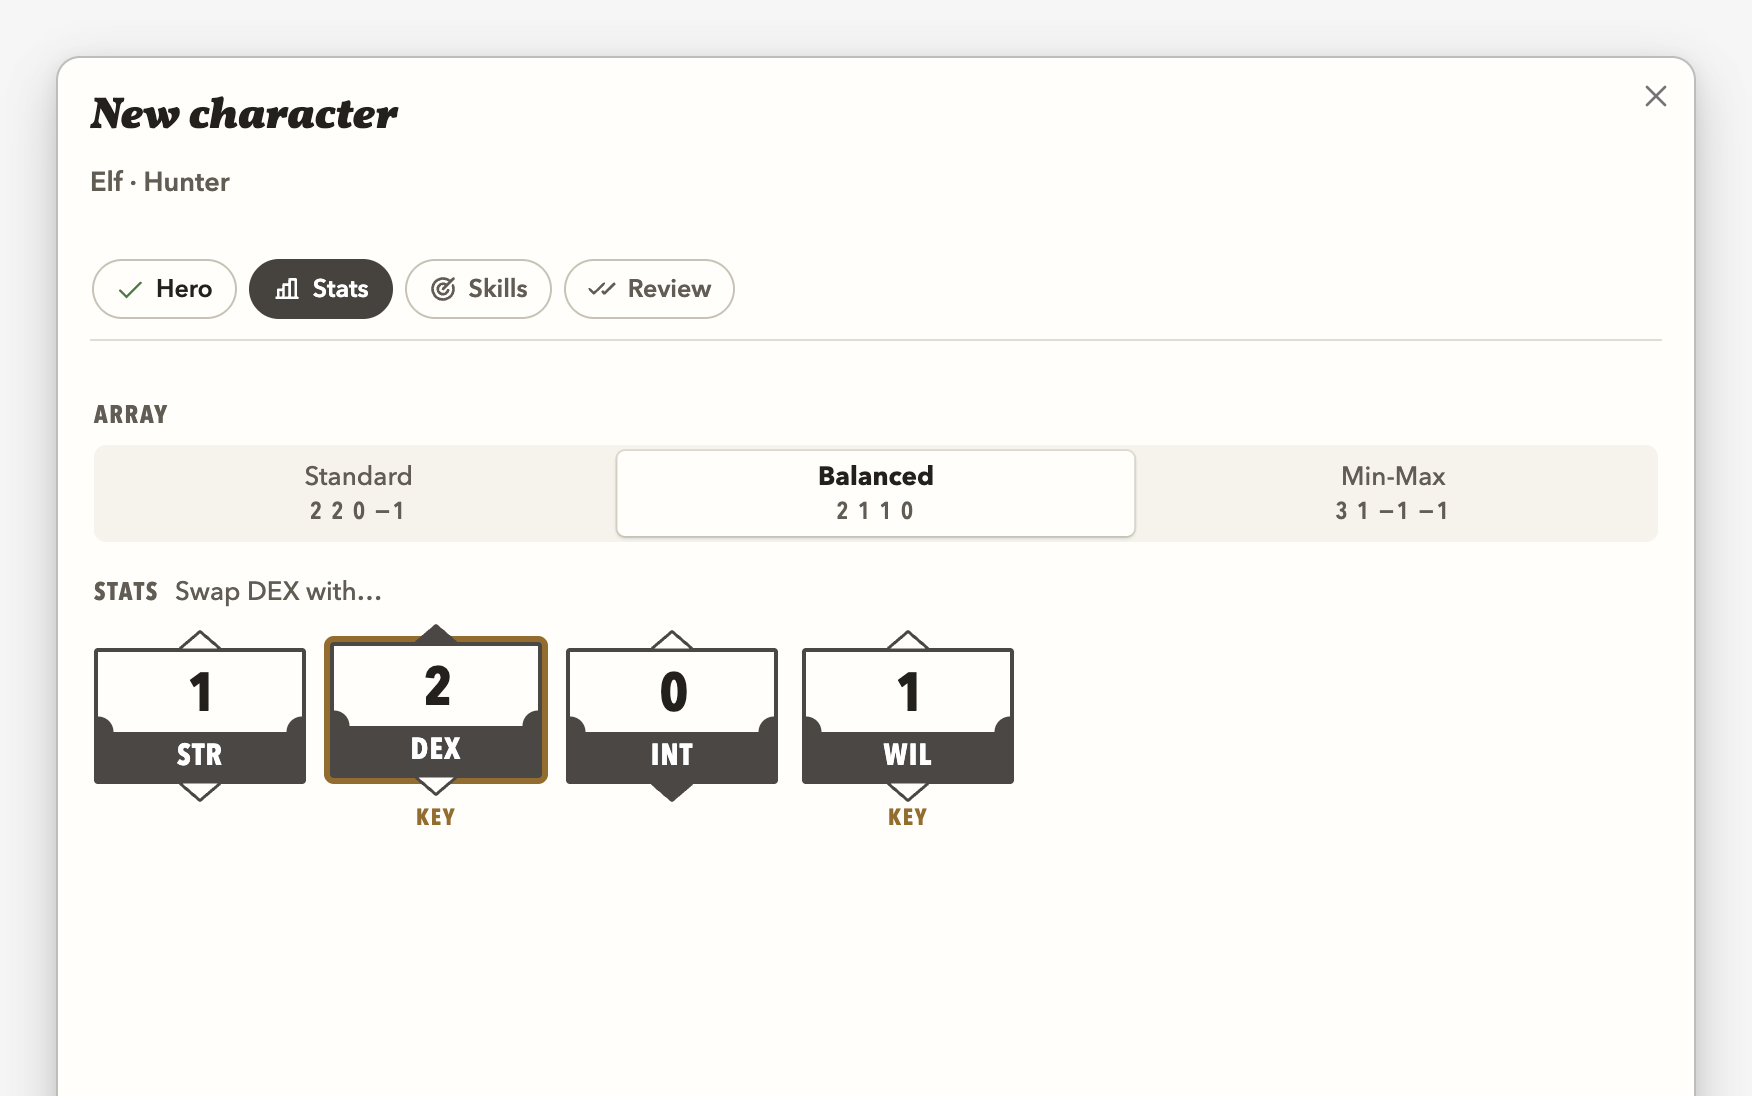 New character
Elf · Hunter
Hero
Stats
Skills
Review
ARRAY
Standard
2 2 0 −1
Balanced
2 1 1 0
Min-Max
3 1 −1 −1
STATS Swap DEX with…
1
STR
2
DEX
KEY
0
INT
1
WIL
KEY